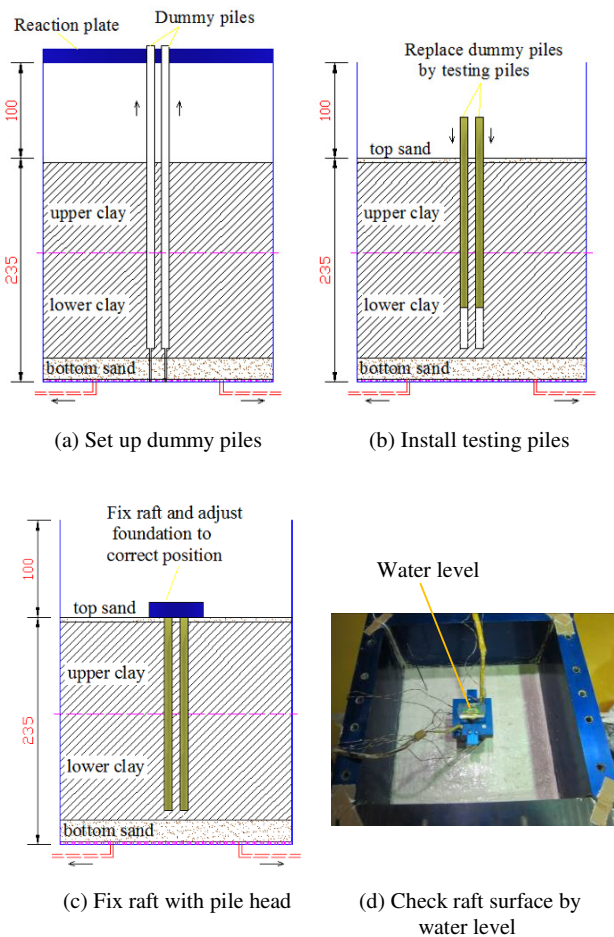 Reaction plate
Dummy piles
100
235
upper clay
lower clay
bottom sand
(a) Set up dummy piles
Replace dummy piles
by testing piles
100
top sand
235
upper clay
lower clay
bottom sand
(b) Install testing piles
Fix raft and adjust
foundation to
correct position
100
top sand
235
upper clay
lower clay
bottom sand
(c) Fix raft with pile head
Water level
(d) Check raft surface by
water level